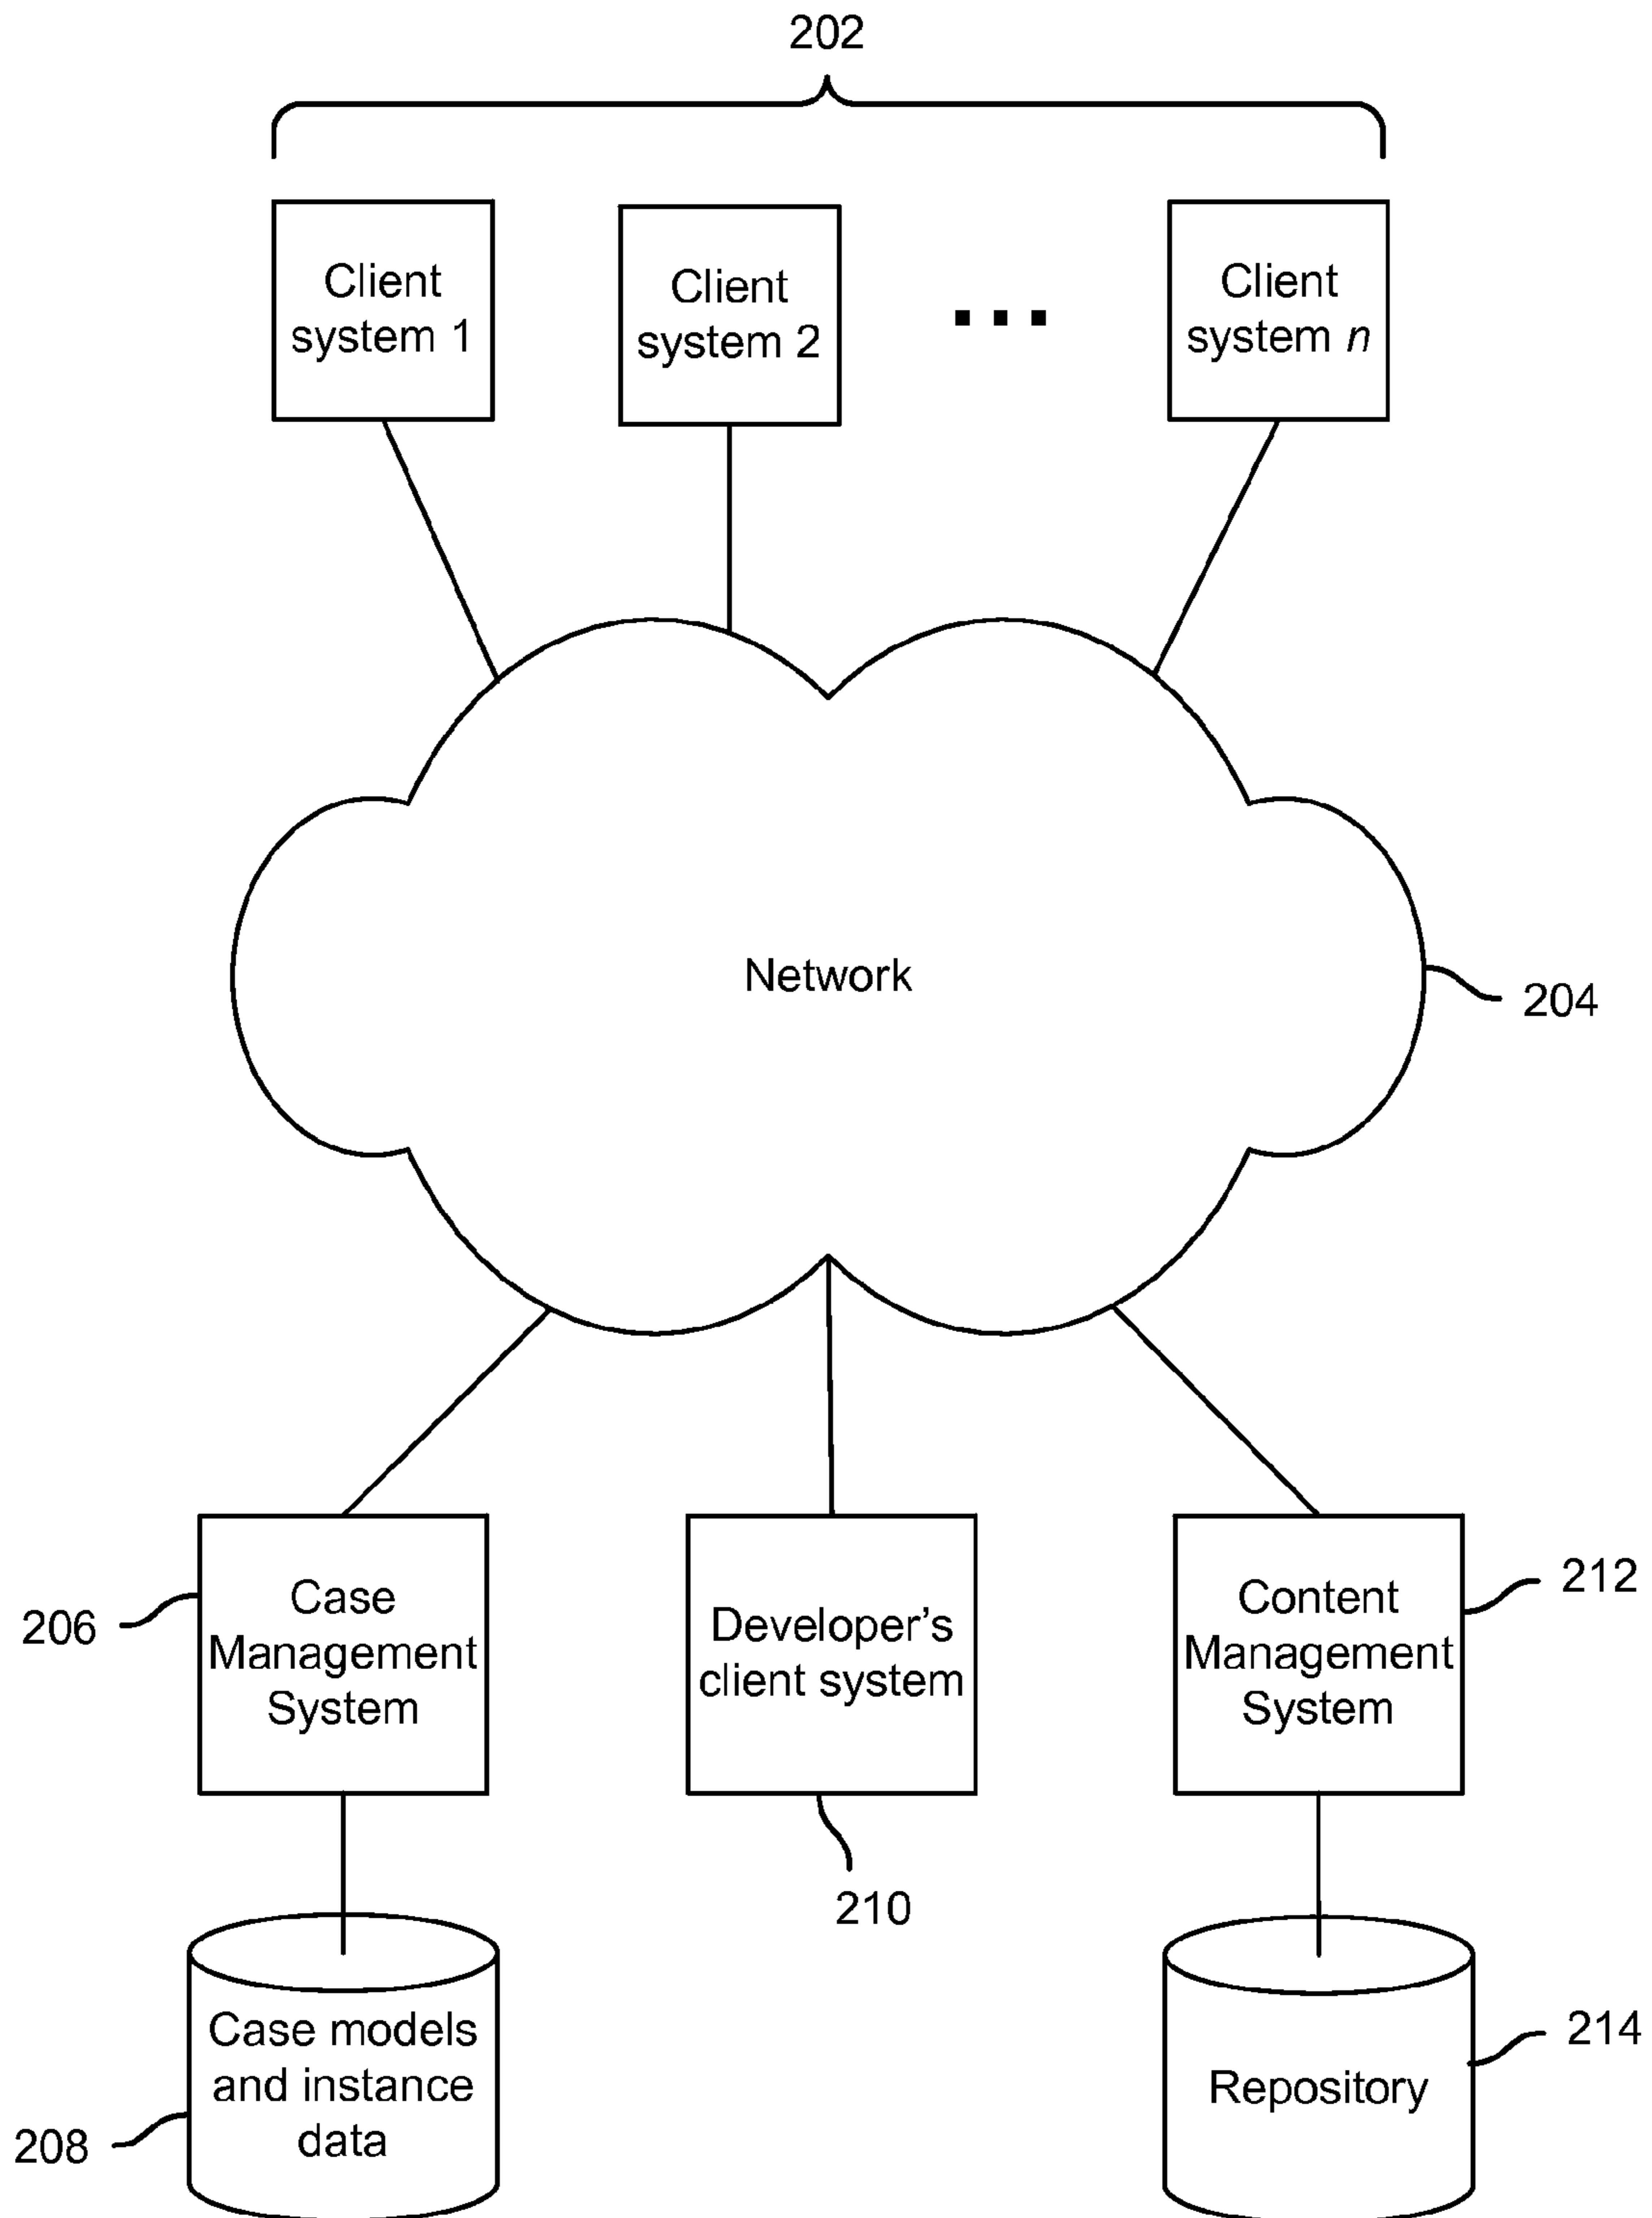 202
Client
system 1
Client
system 2
Client
system n
Network
204
206
Case
Management
System
Developer's
client system
210
Content
Management
System
212
Case models
and instance
data
208
Repository
214